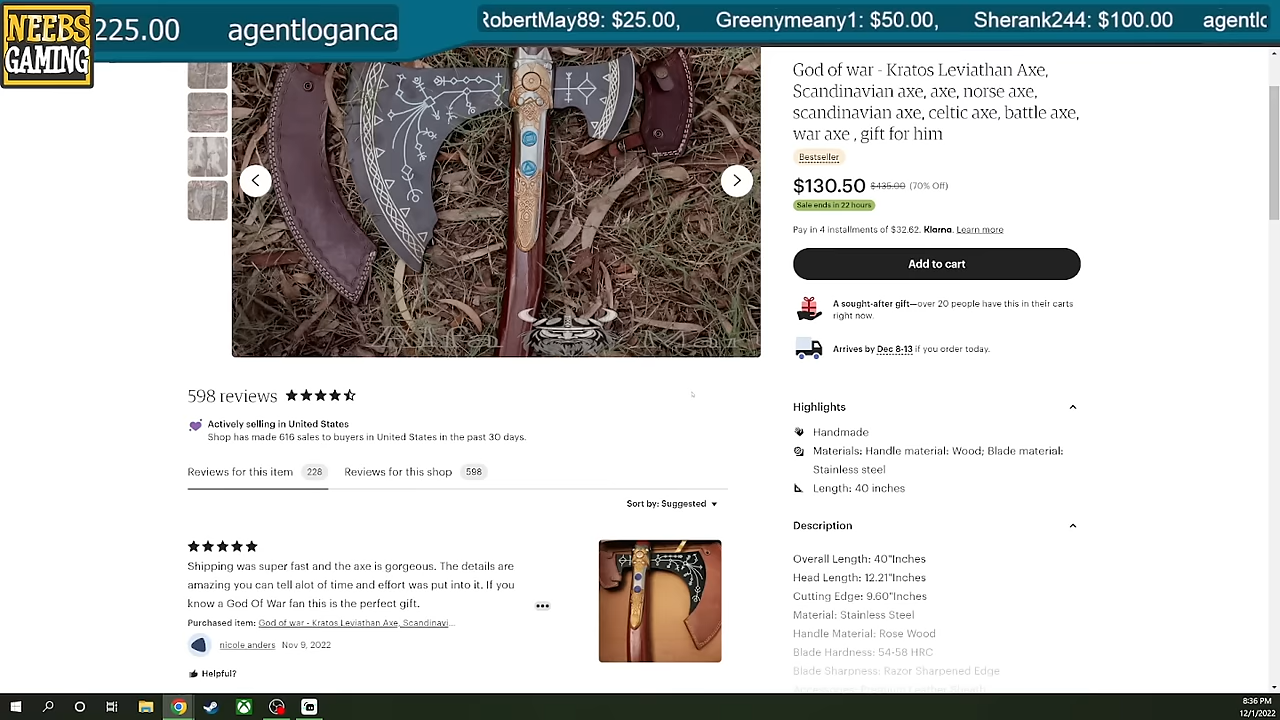 NEEBS
GAMING
225.00 agentloganca
RobertMay89: $25.00, Greenymeany1: $50.00, Sherank244: $100.00 agentlo
God of war - Kratos Leviathan Axe,
Scandinavian axe, axe, norse axe,
scandinavian axe, celtic axe, battle axe,
war axe , gift for him
Bestseller
$130.50 $435.00 (70% Off)
Sale ends in 22 hours
Pay in 4 installments of $32.62. Klarna. Learn more
Add to cart
A sought-after gift—over 20 people have this in their carts
right now.
Arrives by Dec 8-13 if you order today.
598 reviews
Actively selling in United States
Shop has made 616 sales to buyers in United States in the past 30 days.
Reviews for this item 228 Reviews for this shop 598
Sort by: Suggested
Shipping was super fast and the axe is gorgeous. The details are
amazing you can tell alot of time and effort was put into it. If you
know a God Of War fan this is the perfect gift.
Purchased item: God of war - Kratos Leviathan Axe, Scandinavi...
nicole anders Nov 9, 2022
Helpful?
Highlights
Handmade
Materials: Handle material: Wood; Blade material:
Stainless steel
Length: 40 inches
Description
Overall Length: 40"Inches
Head Length: 12.21"Inches
Cutting Edge: 9.60"Inches
Material: Stainless Steel
Handle Material: Rose Wood
Blade Hardness: 54-58 HRC
Blade Sharpness: Razor Sharpened Edge
Accessories: Premium Leather Sheath
8:36 PM
12/1/2022